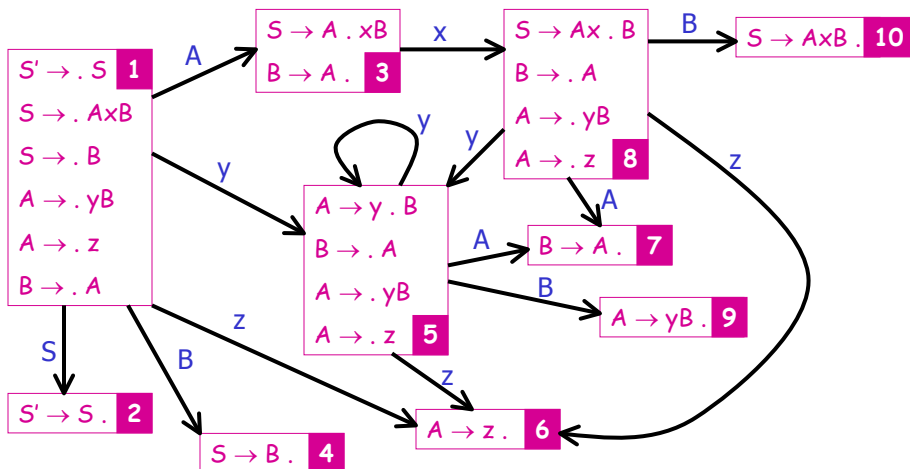 S' → . S 1
S → . AxB
S → . B
A → . yB
A → . z
B → . A
A
S → A . xB
B → A . 3
x
S → Ax . B
B → . A
A → . yB
A → . z 8
B
S → AxB . 10
y
y
y
z
A → y . B
B → . A
A → . yB
A → . z 5
A
A
B → A . 7
B
A → yB . 9
S
B
z
z
S' → S . 2
S → B . 4
A → z . 6